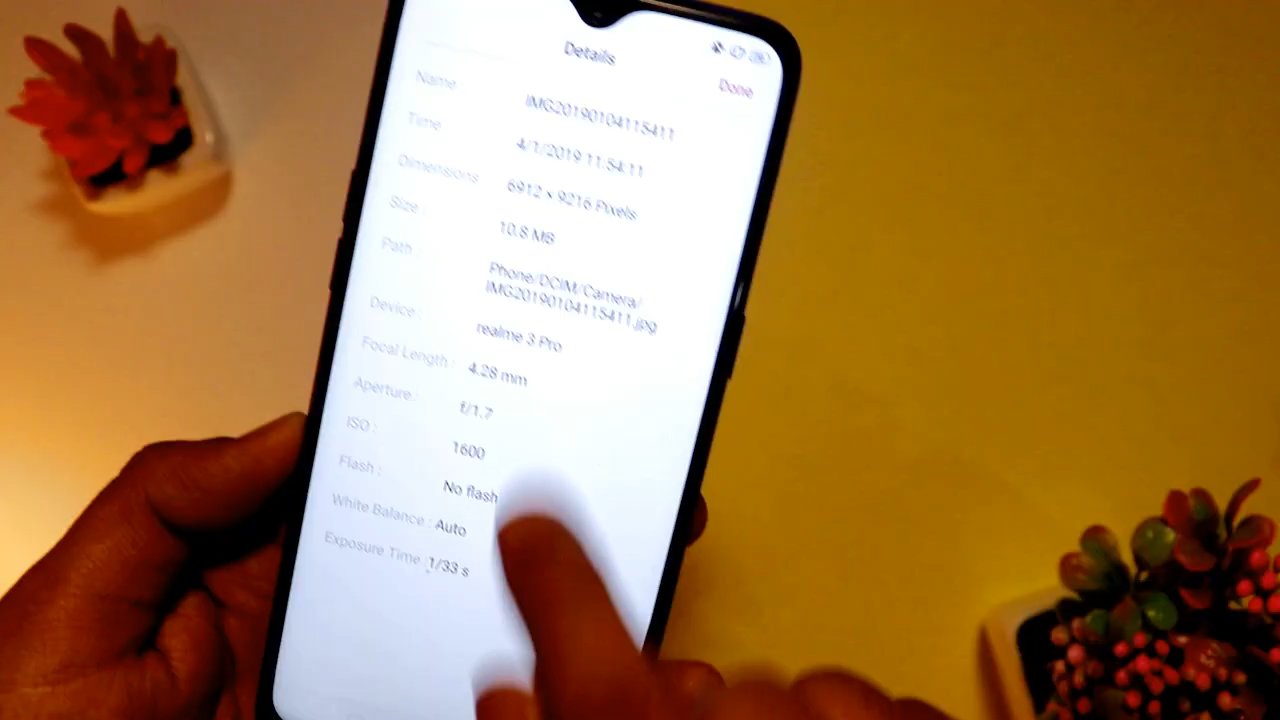 Details
Done
Name : IMG20190104115411
Time : 4/1/2019 11:54:11
Dimensions 6912 × 9216 Pixels
Size : 10.8 MB
Path : Phone/DCIM/Camera/
IMG20190104115411.jpg
Device : realme 3 Pro
Focal Length : 4.28 mm
Aperture : f/1.7
ISO : 1600
Flash : No flash
White Balance : Auto
Exposure Time 1/33 s